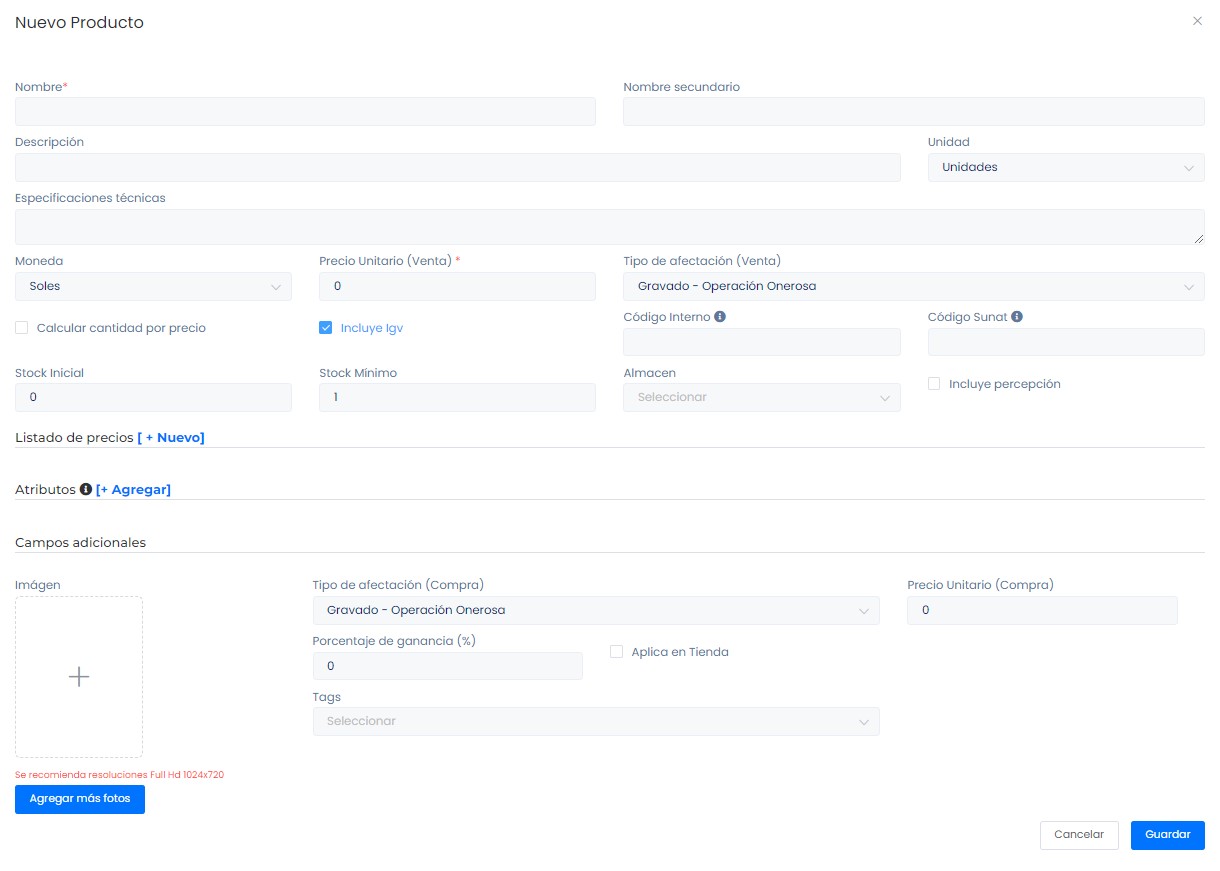 Nuevo Producto
Nombre*
Nombre secundario
Descripción
Unidad
Unidades
Especificaciones técnicas
Moneda
Precio Unitario (Venta) *
Tipo de afectación (Venta)
Soles
0
Gravado - Operación Onerosa
Calcular cantidad por precio
Incluye Igv
Código Interno
Código Sunat
Stock Inicial
Stock Mínimo
Almacen
0
1
Seleccionar
Incluye percepción
Listado de precios [ + Nuevo]
Atributos [+ Agregar]
Campos adicionales
Imágen
Tipo de afectación (Compra)
Precio Unitario (Compra)
Gravado - Operación Onerosa
0
Porcentaje de ganancia (%)
0
Aplica en Tienda
Tags
Seleccionar
Se recomienda resoluciones Full Hd 1024x720
Agregar más fotos
Cancelar
Guardar